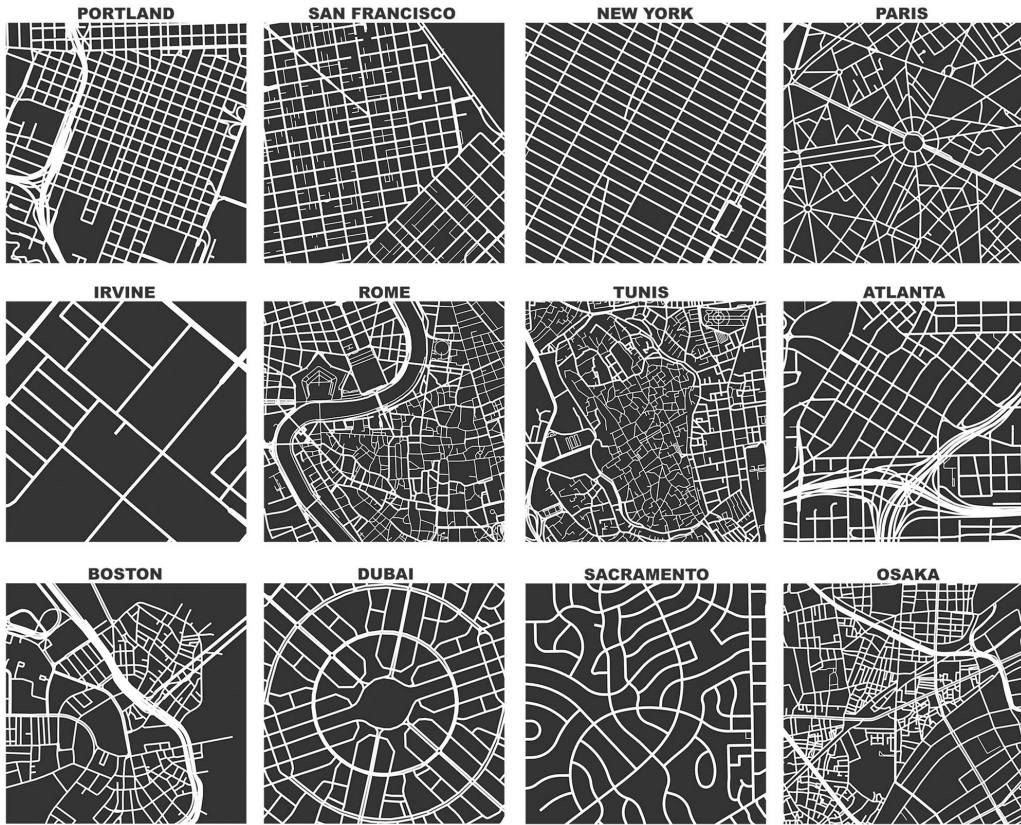 PORTLAND
SAN FRANCISCO
NEW YORK
PARIS
IRVINE
ROME
TUNIS
ATLANTA
BOSTON
DUBAI
SACRAMENTO
OSAKA